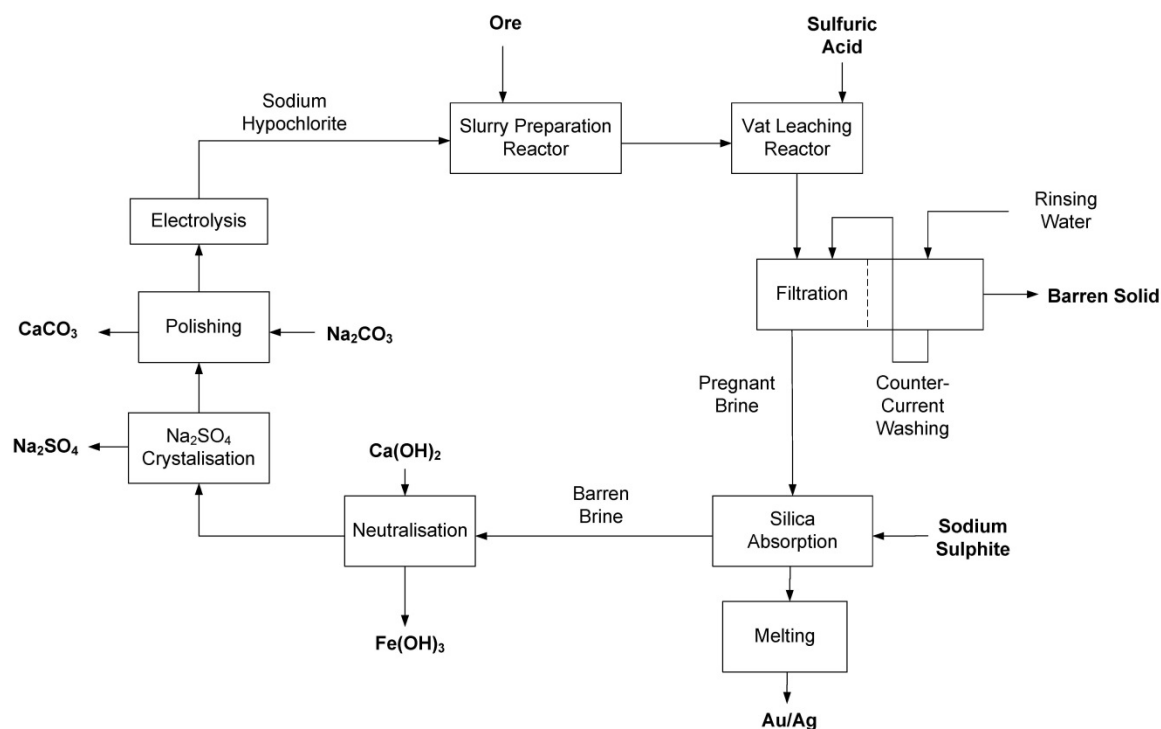 Ore
Sulfuric
Acid
Sodium
Hypochlorite
Slurry Preparation
Reactor
Vat Leaching
Reactor
Electrolysis
Rinsing
Water
Filtration
Barren Solid
CaCO₃
Polishing
Na₂CO₃
Pregnant
Brine
Counter-
Current
Washing
Na₂SO₄
Na₂SO₄
Crystalisation
Ca(OH)₂
Neutralisation
Barren
Brine
Silica
Absorption
Sodium
Sulphite
Fe(OH)₃
Melting
Au/Ag